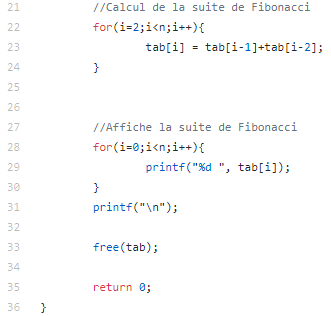 21 //Calcul de la suite de Fibonacci
22 for(i=2;i<n;i++){
23 tab[i] = tab[i-1]+tab[i-2];
24 }
25
26
27 //Affiche la suite de Fibonacci
28 for(i=0;i<n;i++){
29 printf("%d ", tab[i]);
30 }
31 printf("\n");
32
33 free(tab);
34
35 return 0;
36 }